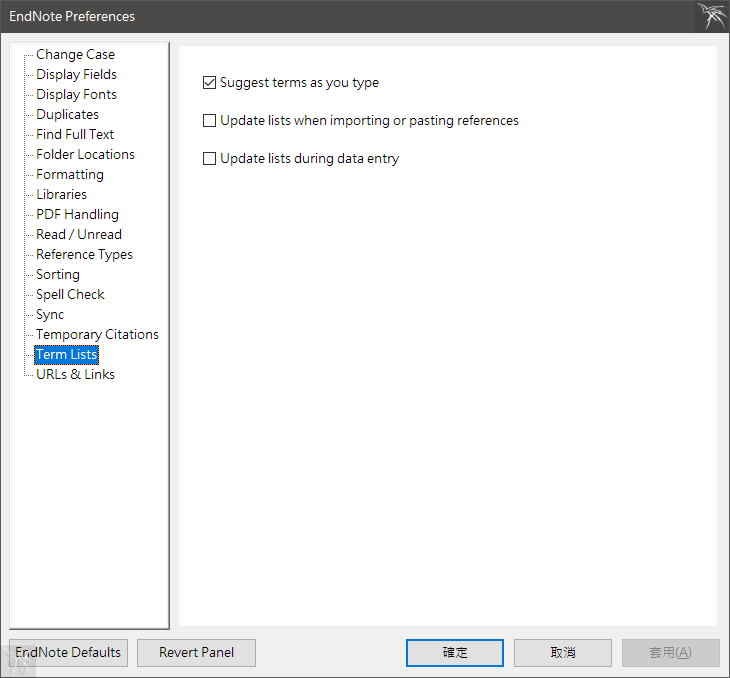 EndNote Preferences
Change Case
Display Fields
Display Fonts
Duplicates
Find Full Text
Folder Locations
Formatting
Libraries
PDF Handling
Read / Unread
Reference Types
Sorting
Spell Check
Sync
Temporary Citations
Term Lists
URLs & Links
Suggest terms as you type
Update lists when importing or pasting references
Update lists during data entry
EndNote Defaults
Revert Panel
確定
取消
套用(A)